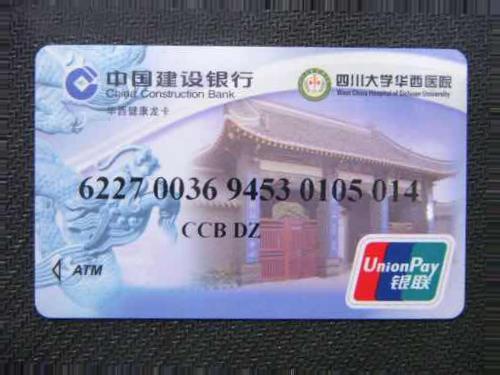 中国建设银行
China Construction Bank
华西健康龙卡
四川大学华西医院
West China Hospital of Sichuan University
6227 0036 9453 0105 014
CCB DZ
ATM
UnionPay
银联